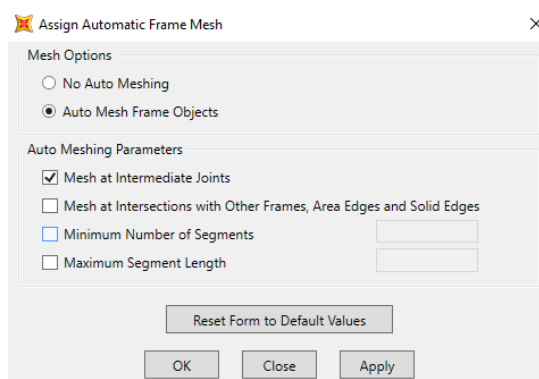 Assign Automatic Frame Mesh
Mesh Options
No Auto Meshing
Auto Mesh Frame Objects
Auto Meshing Parameters
Mesh at Intermediate Joints
Mesh at Intersections with Other Frames, Area Edges and Solid Edges
Minimum Number of Segments
Maximum Segment Length
Reset Form to Default Values
OK Close Apply